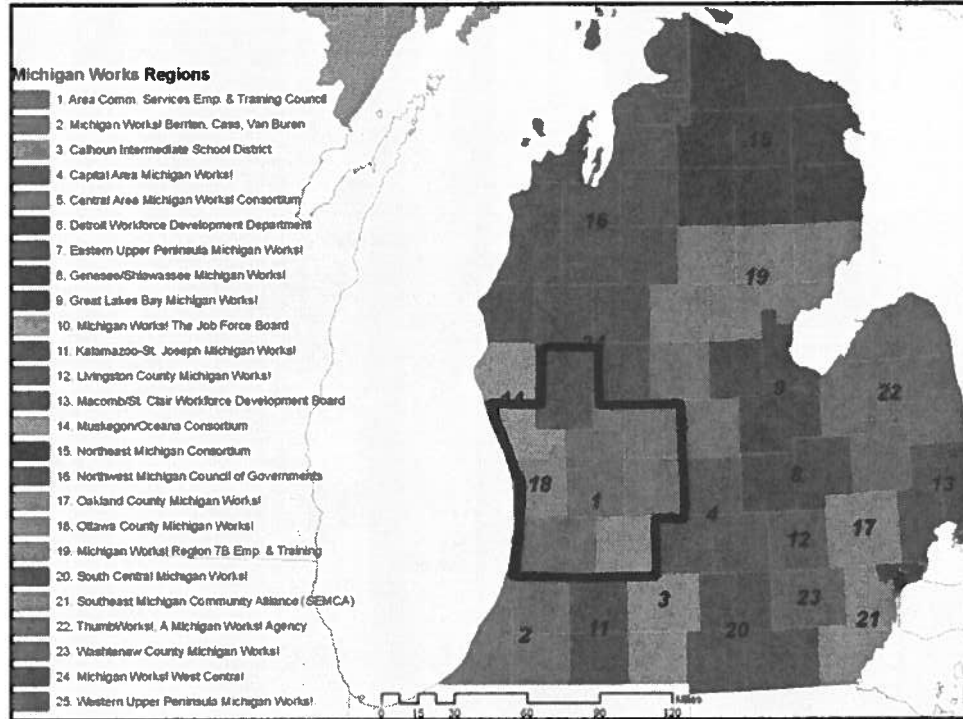 Michigan Works Regions
1. Area Comm. Services Emp. & Training Council
2. Michigan Works! Berrien, Cass, Van Buren
3. Calhoun Intermediate School District
4. Capital Area Michigan Works!
5. Central Area Michigan Works! Consortium
6. Detroit Workforce Development Department
7. Eastern Upper Peninsula Michigan Works!
8. Genesee/Shiawassee Michigan Works!
9. Great Lakes Bay Michigan Works!
10. Michigan Works! The Job Force Board
11. Kalamazoo-St. Joseph Michigan Works!
12. Livingston County Michigan Works!
13. Macomb/St. Clair Workforce Development Board
14. Muskegon/Oceana Consortium
15. Northeast Michigan Consortium
16. Northwest Michigan Council of Governments
17. Oakland County Michigan Works!
18. Ottawa County Michigan Works!
19. Michigan Works! Region 7B Emp. & Training
20. South Central Michigan Works!
21. Southeast Michigan Community Alliance (SEMCA)
22. ThumbWorks!, A Michigan Works! Agency
23. Washtenaw County Michigan Works!
24. Michigan Works! West Central
25. Western Upper Peninsula Michigan Works!
15
16
19
24
14
9
22
18
1
4
8
13
12
17
2
11
3
20
23
21
Miles
0 15 30 60 90 120